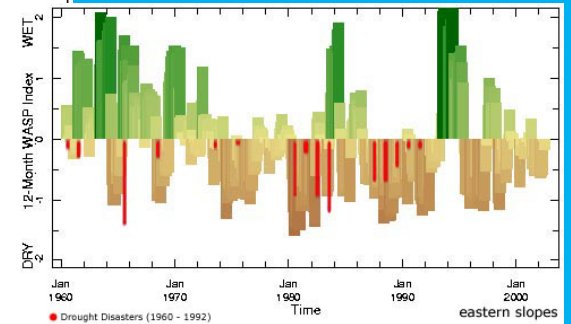 WET
12-Month WASP Index
DRY
2
1
0
-1
-2
Jan Jan Jan Jan Jan
1960 1970 1980 1990 2000
Time
Drought Disasters (1960 - 1992)
eastern slopes